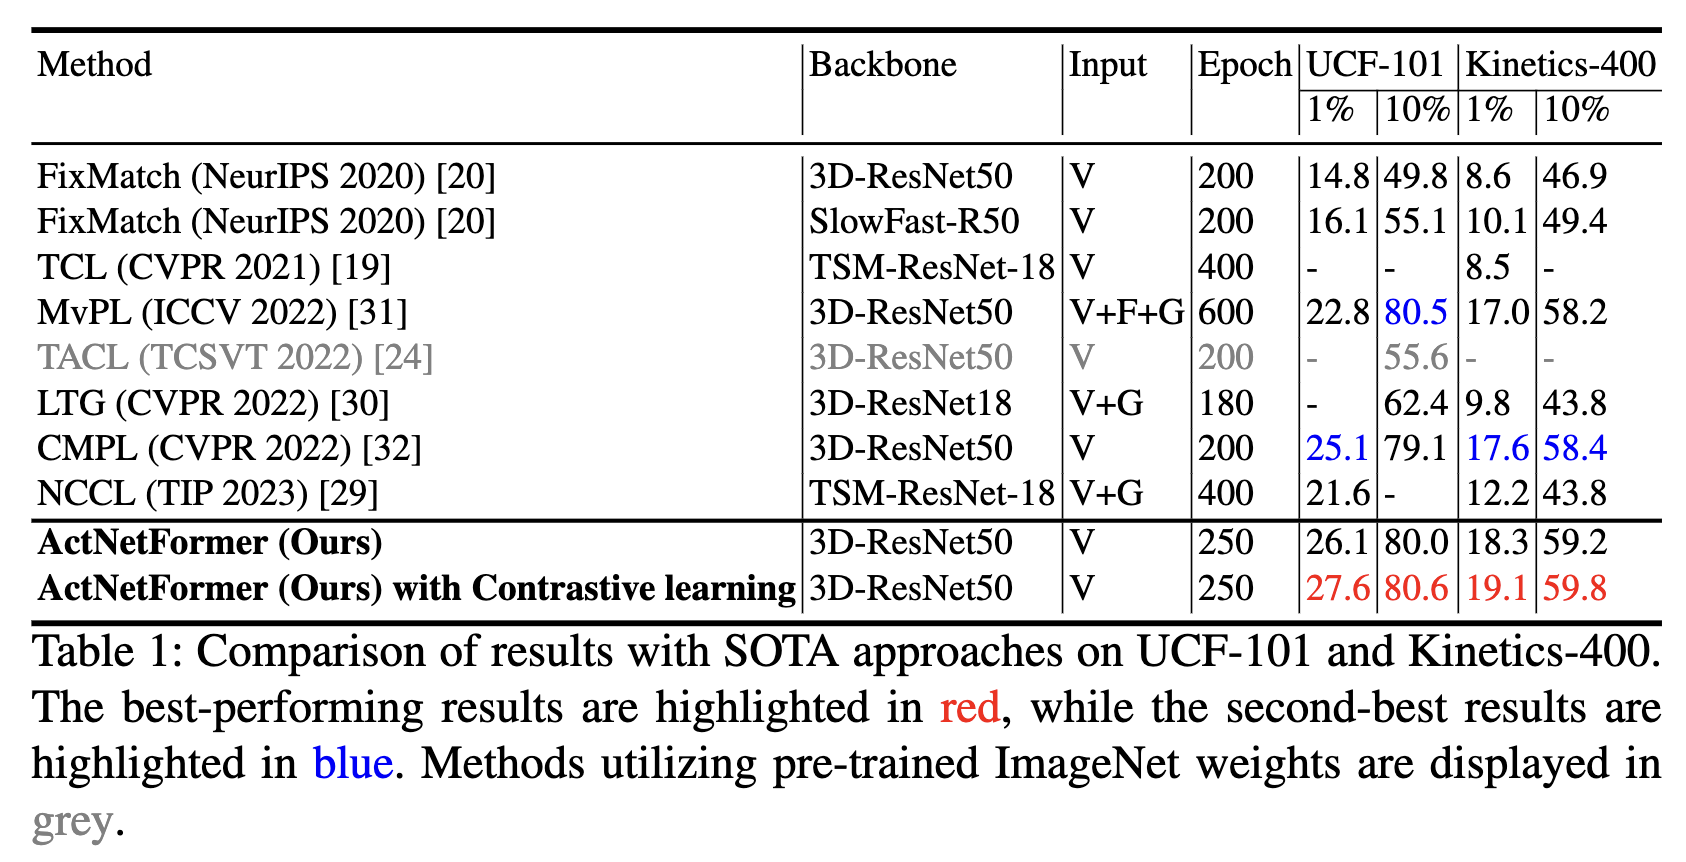 Method Backbone Input Epoch UCF-101 Kinetics-400
1% 10% 1% 10%
FixMatch (NeurIPS 2020) [20] 3D-ResNet50 V 200 14.8 49.8 8.6 46.9
FixMatch (NeurIPS 2020) [20] SlowFast-R50 V 200 16.1 55.1 10.1 49.4
TCL (CVPR 2021) [19] TSM-ResNet-18 V 400 - - 8.5 -
MvPL (ICCV 2022) [31] 3D-ResNet50 V+F+G 600 22.8 80.5 17.0 58.2
TACL (TCSVT 2022) [24] 3D-ResNet50 V 200 - 55.6 - -
LTG (CVPR 2022) [30] 3D-ResNet18 V+G 180 - 62.4 9.8 43.8
CMPL (CVPR 2022) [32] 3D-ResNet50 V 200 25.1 79.1 17.6 58.4
NCCL (TIP 2023) [29] TSM-ResNet-18 V+G 400 21.6 - 12.2 43.8
ActNetFormer (Ours) 3D-ResNet50 V 250 26.1 80.0 18.3 59.2
ActNetFormer (Ours) with Contrastive learning 3D-ResNet50 V 250 27.6 80.6 19.1 59.8
Table 1: Comparison of results with SOTA approaches on UCF-101 and Kinetics-400.
The best-performing results are highlighted in red, while the second-best results are
highlighted in blue. Methods utilizing pre-trained ImageNet weights are displayed in
grey.